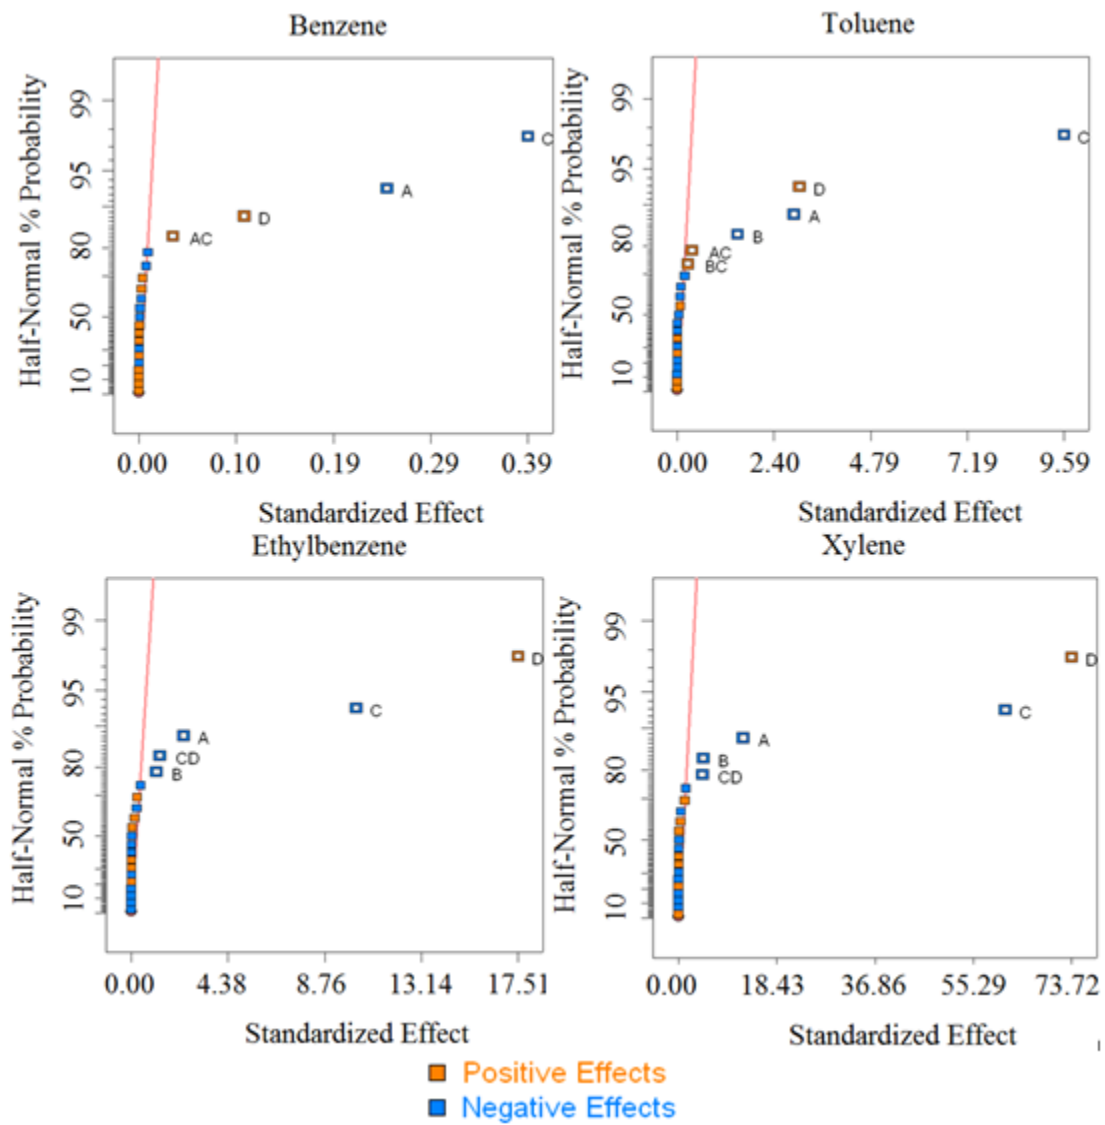 Benzene
Half-Normal % Probability
99
95
80
50
10
C
A
D
AC
0.00 0.10 0.19 0.29 0.39
Standardized Effect
Toluene
Half-Normal % Probability
99
95
80
50
10
C
D
A
B
AC
BC
0.00 2.40 4.79 7.19 9.59
Standardized Effect
Ethylbenzene
Half-Normal % Probability
99
95
80
50
10
D
C
A
CD
B
0.00 4.38 8.76 13.14 17.51
Standardized Effect
Xylene
Half-Normal % Probability
99
95
80
50
10
D
C
A
B
CD
0.00 18.43 36.86 55.29 73.72
Standardized Effect
Positive Effects
Negative Effects